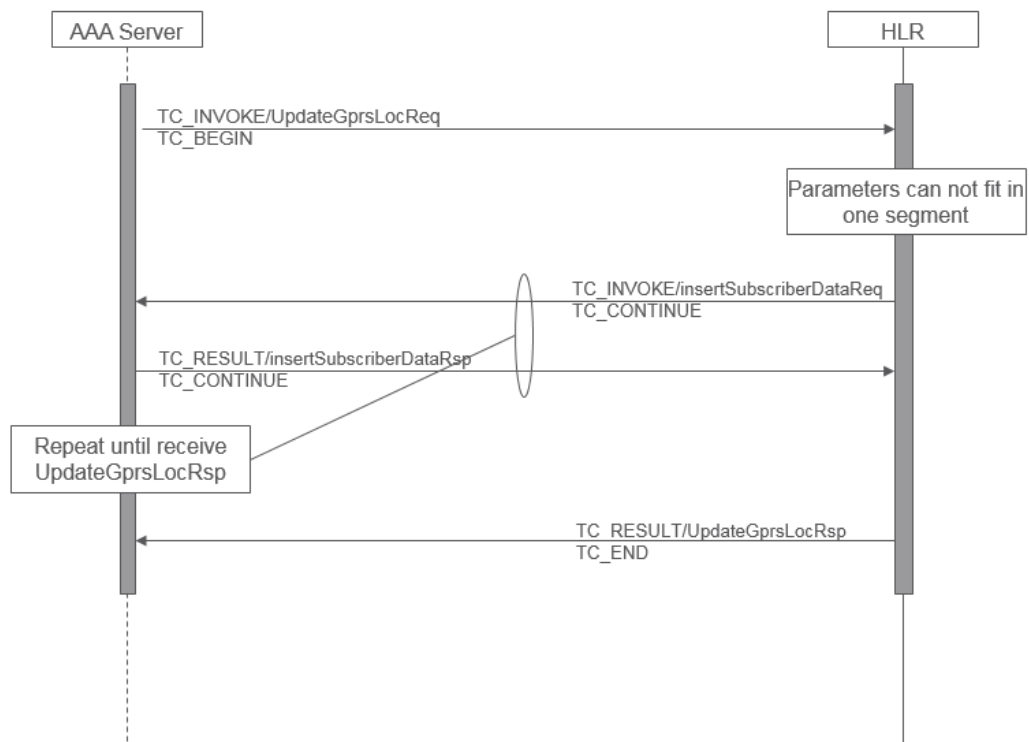 AAA Server
HLR
TC_INVOKE/UpdateGprsLocReq
TC_BEGIN
Parameters can not fit in
one segment
TC_INVOKE/insertSubscriberDataReq
TC_CONTINUE
TC_RESULT/insertSubscriberDataRsp
TC_CONTINUE
Repeat until receive
UpdateGprsLocRsp
TC_RESULT/UpdateGprsLocRsp
TC_END